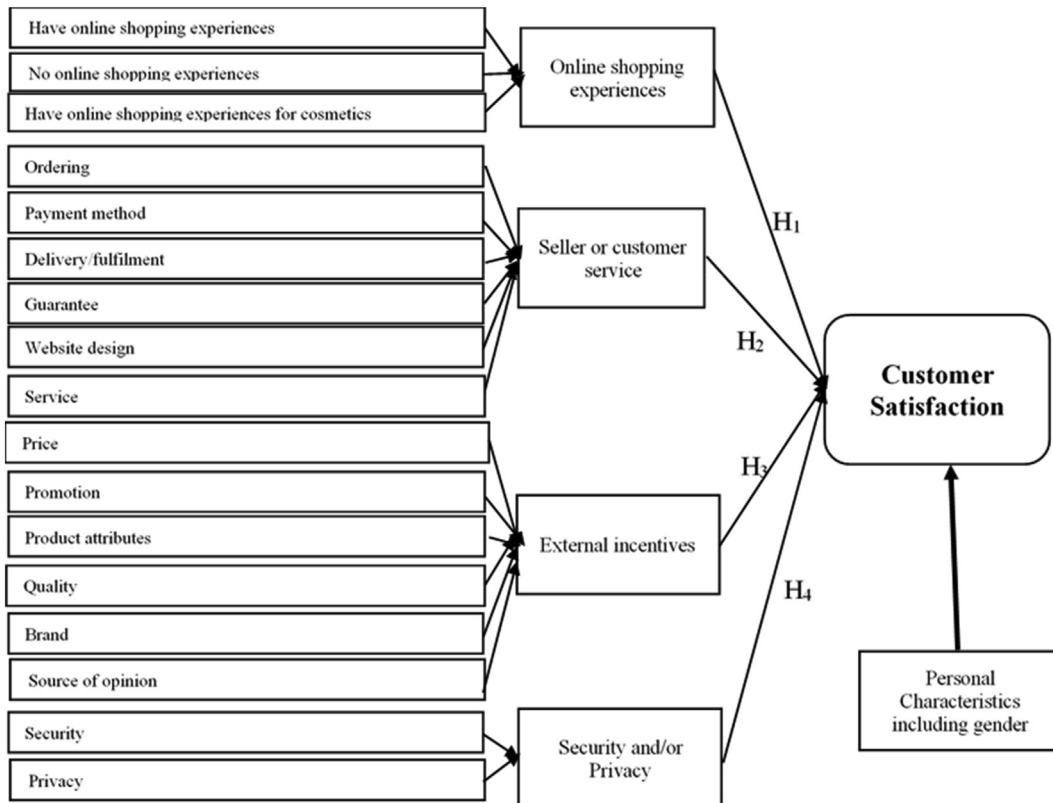 Have online shopping experiences
No online shopping experiences
Have online shopping experiences for cosmetics
Online shopping
experiences
Ordering
Payment method
Delivery/fulfilment
Guarantee
Website design
Service
Seller or customer
service
Price
Promotion
Product attributes
Quality
Brand
Source of opinion
External incentives
Security
Privacy
Security and/or
Privacy
H₁
H₂
H₃
H₄
Customer
Satisfaction
Personal
Characteristics
including gender